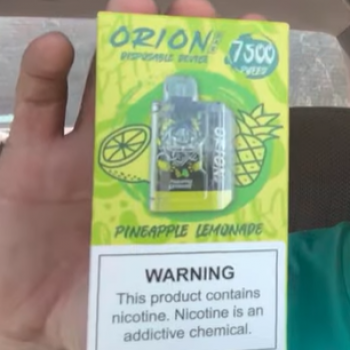 ORION
7500
DISPOSABLE DEVICE
PUFFS
ORION
PINEAPPLE LEMONADE
WARNING
This product contains
nicotine. Nicotine is an
addictive chemical.